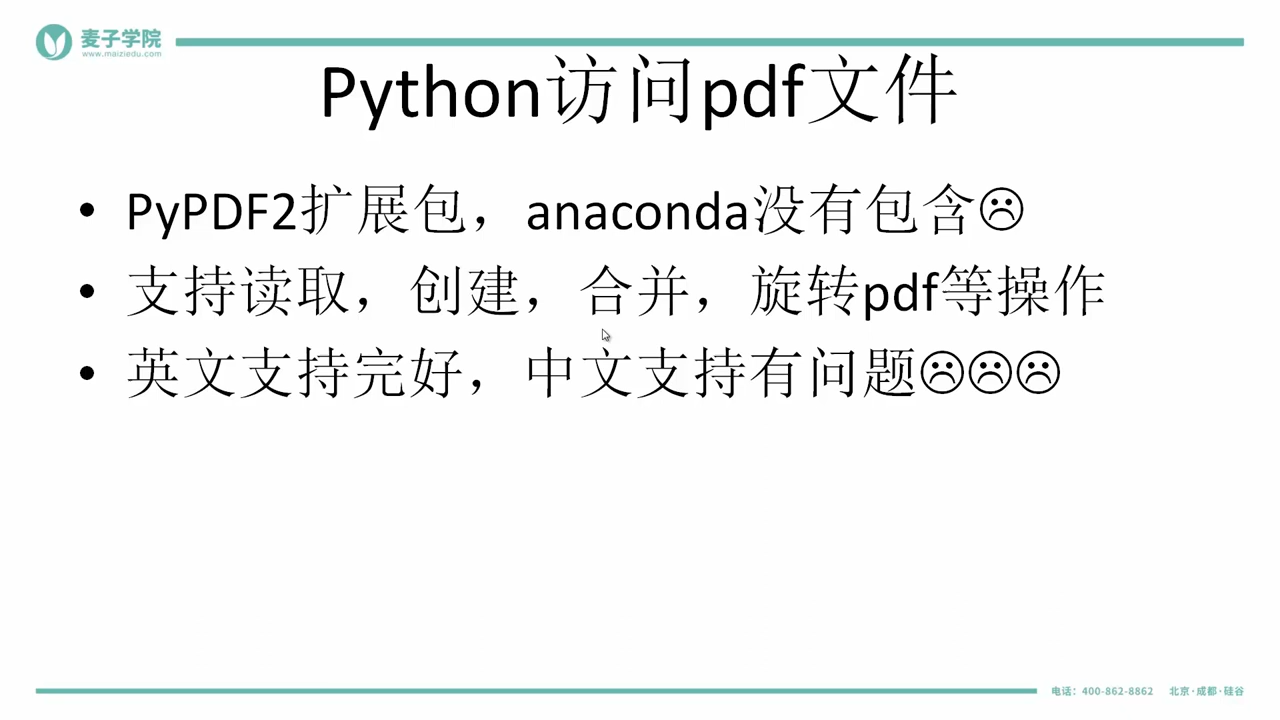 麦子学院
www.maiziedu.com
Python访问pdf文件
• PyPDF2扩展包，anaconda没有包含☹
• 支持读取，创建，合并，旋转pdf等操作
• 英文支持完好，中文支持有问题☹☹☹
电话：400-862-8862 北京·成都·硅谷